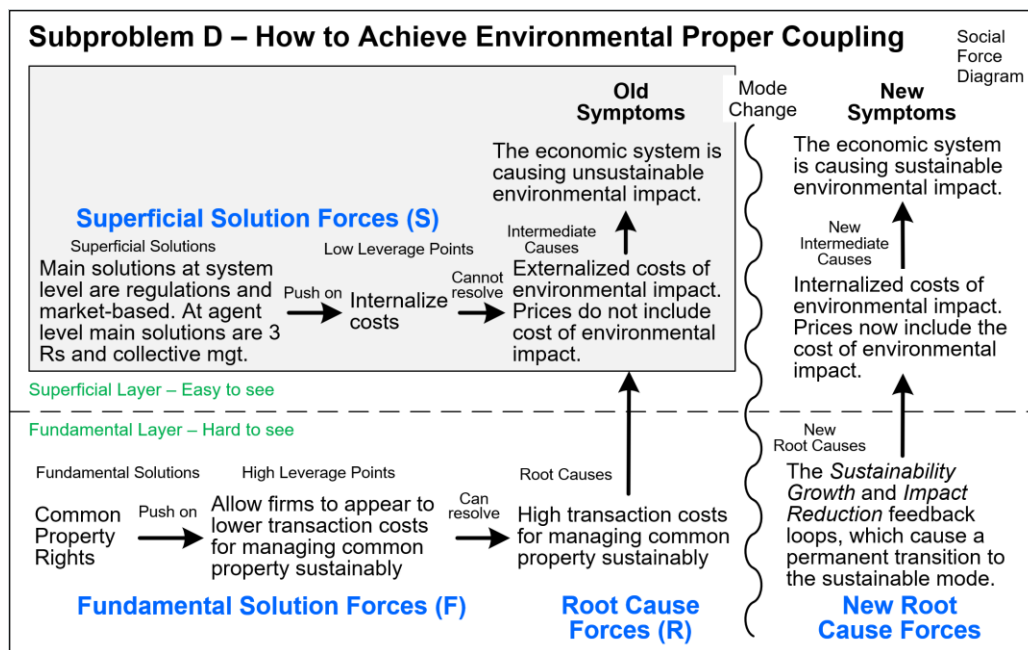 Subproblem D – How to Achieve Environmental Proper Coupling
Social
Force
Diagram
Old
Symptoms
Mode
Change
New
Symptoms
The economic system is
causing unsustainable
environmental impact.
The economic system
is causing sustainable
environmental impact.
Superficial Solution Forces (S)
Superficial Solutions
Main solutions at system
level are regulations and
market-based. At agent
level main solutions are 3
Rs and collective mgt.
Push on
Low Leverage Points
Internalize
costs
Cannot
resolve
Intermediate
Causes
Externalized costs of
environmental impact.
Prices do not include
cost of environmental
impact.
New
Intermediate
Causes
Internalized costs of
environmental impact.
Prices now include the
cost of environmental
impact.
Superficial Layer – Easy to see
Fundamental Layer – Hard to see
Fundamental Solutions
Common
Property
Rights
Push on
High Leverage Points
Allow firms to appear to
lower transaction costs
for managing common
property sustainably
Can
resolve
Root Causes
High transaction costs
for managing common
property sustainably
New
Root Causes
The Sustainability
Growth and Impact
Reduction feedback
loops, which cause a
permanent transition to
the sustainable mode.
Fundamental Solution Forces (F)
Root Cause
Forces (R)
New Root
Cause Forces